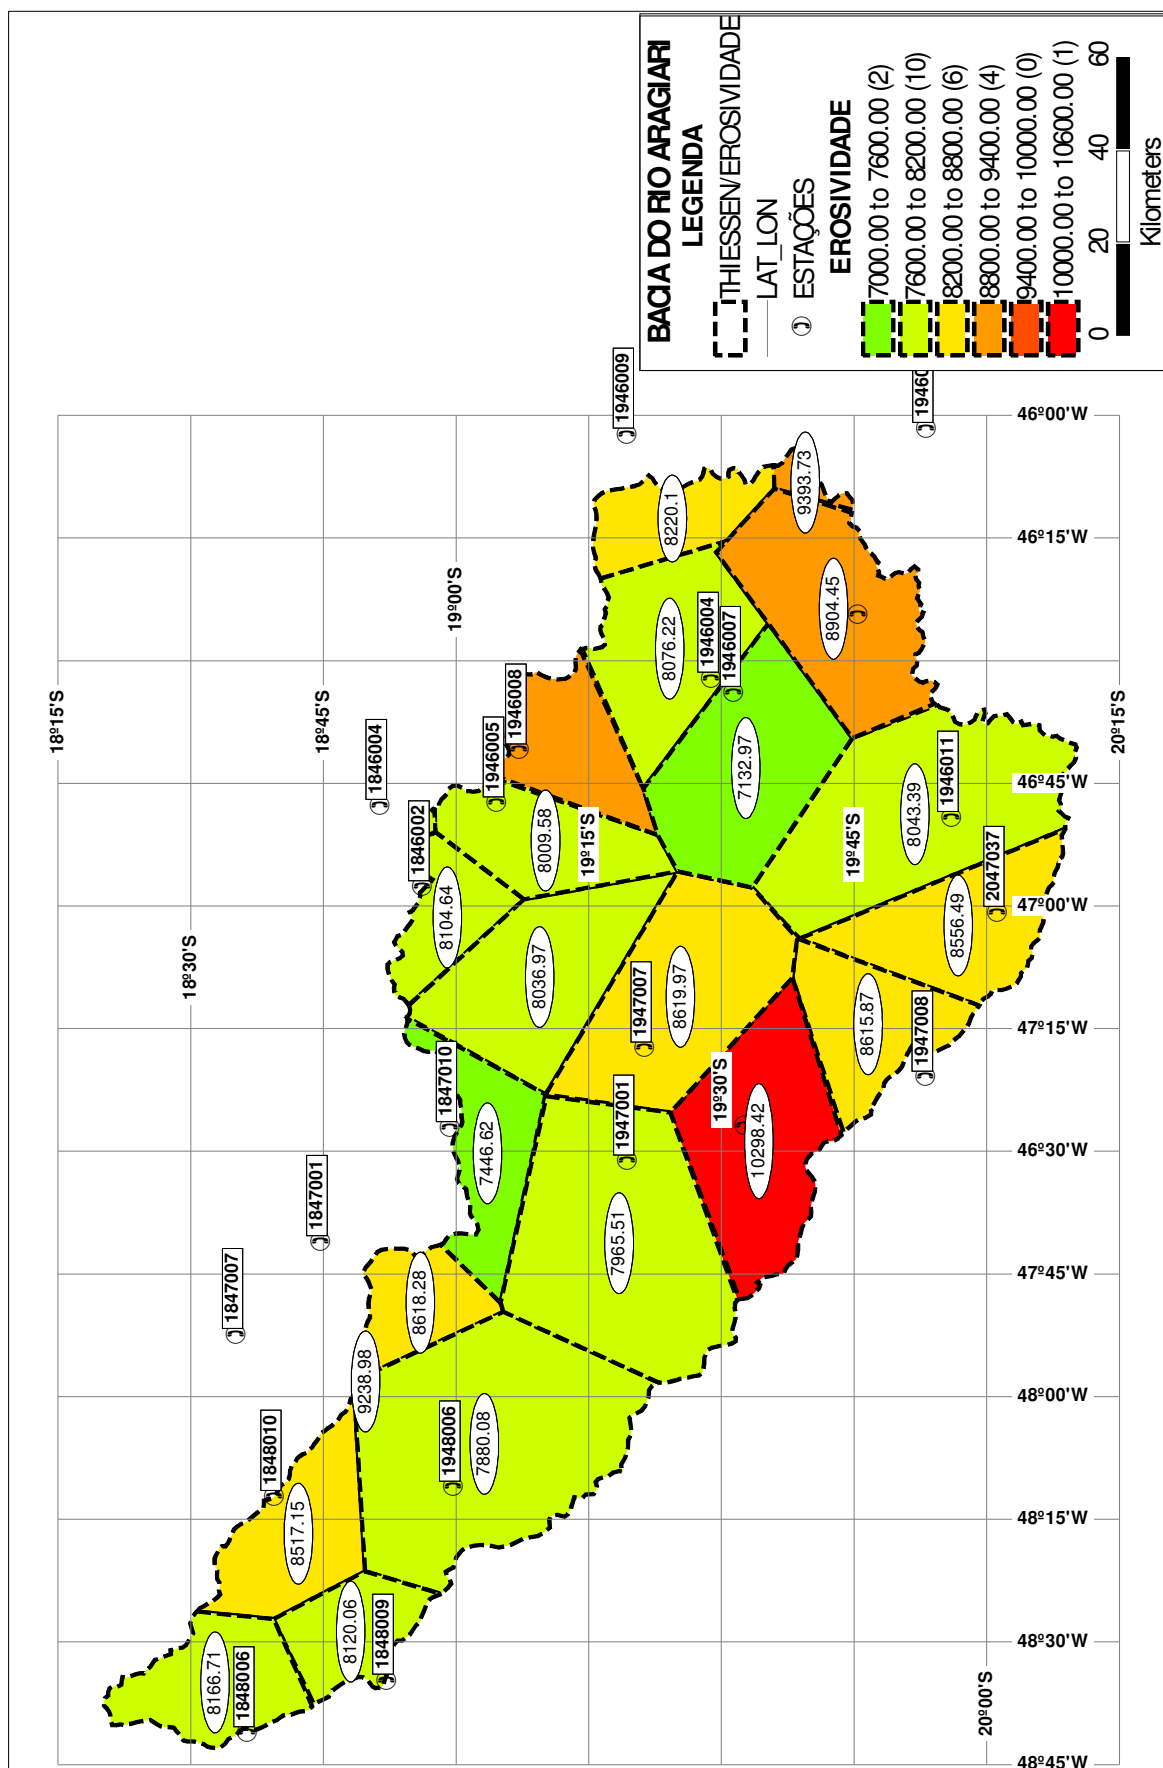 BACIA DO RIO ARAGIARI
LEGENDA
THIESSEN/EROSIVIDADE
LAT_LON
ESTAÇÕES
EROSIVIDADE
7000.00 to 7600.00 (2)
7600.00 to 8200.00 (10)
8200.00 to 8800.00 (6)
8800.00 to 9400.00 (4)
9400.00 to 10000.00 (0)
10000.00 to 10600.00 (1)
0 20 40 60
Kilometers
18º15'S
18º30'S
18º45'S
19º00'S
19º15'S
19º30'S
19º45'S
20º00'S
20º15'S
48º45'W
48º30'W
48º15'W
48º00'W
47º45'W
46º30'W
47º15'W
47º00'W
46º45'W
46º15'W
46º00'W
8166.71
1848006
8120.06
1848009
8517.15
1848010
9238.98
7880.08
1948006
8618.28
1847007
1847001
7446.62
1847010
7965.51
1947001
10298.42
8619.97
1947007
8615.87
1947008
8036.97
8104.64
1846002
1846004
8009.58
1946005
1946008
8556.49
2047037
8043.39
1946011
7132.97
1946007
1946004
8076.22
8904.45
8220.1
9393.73
1946009